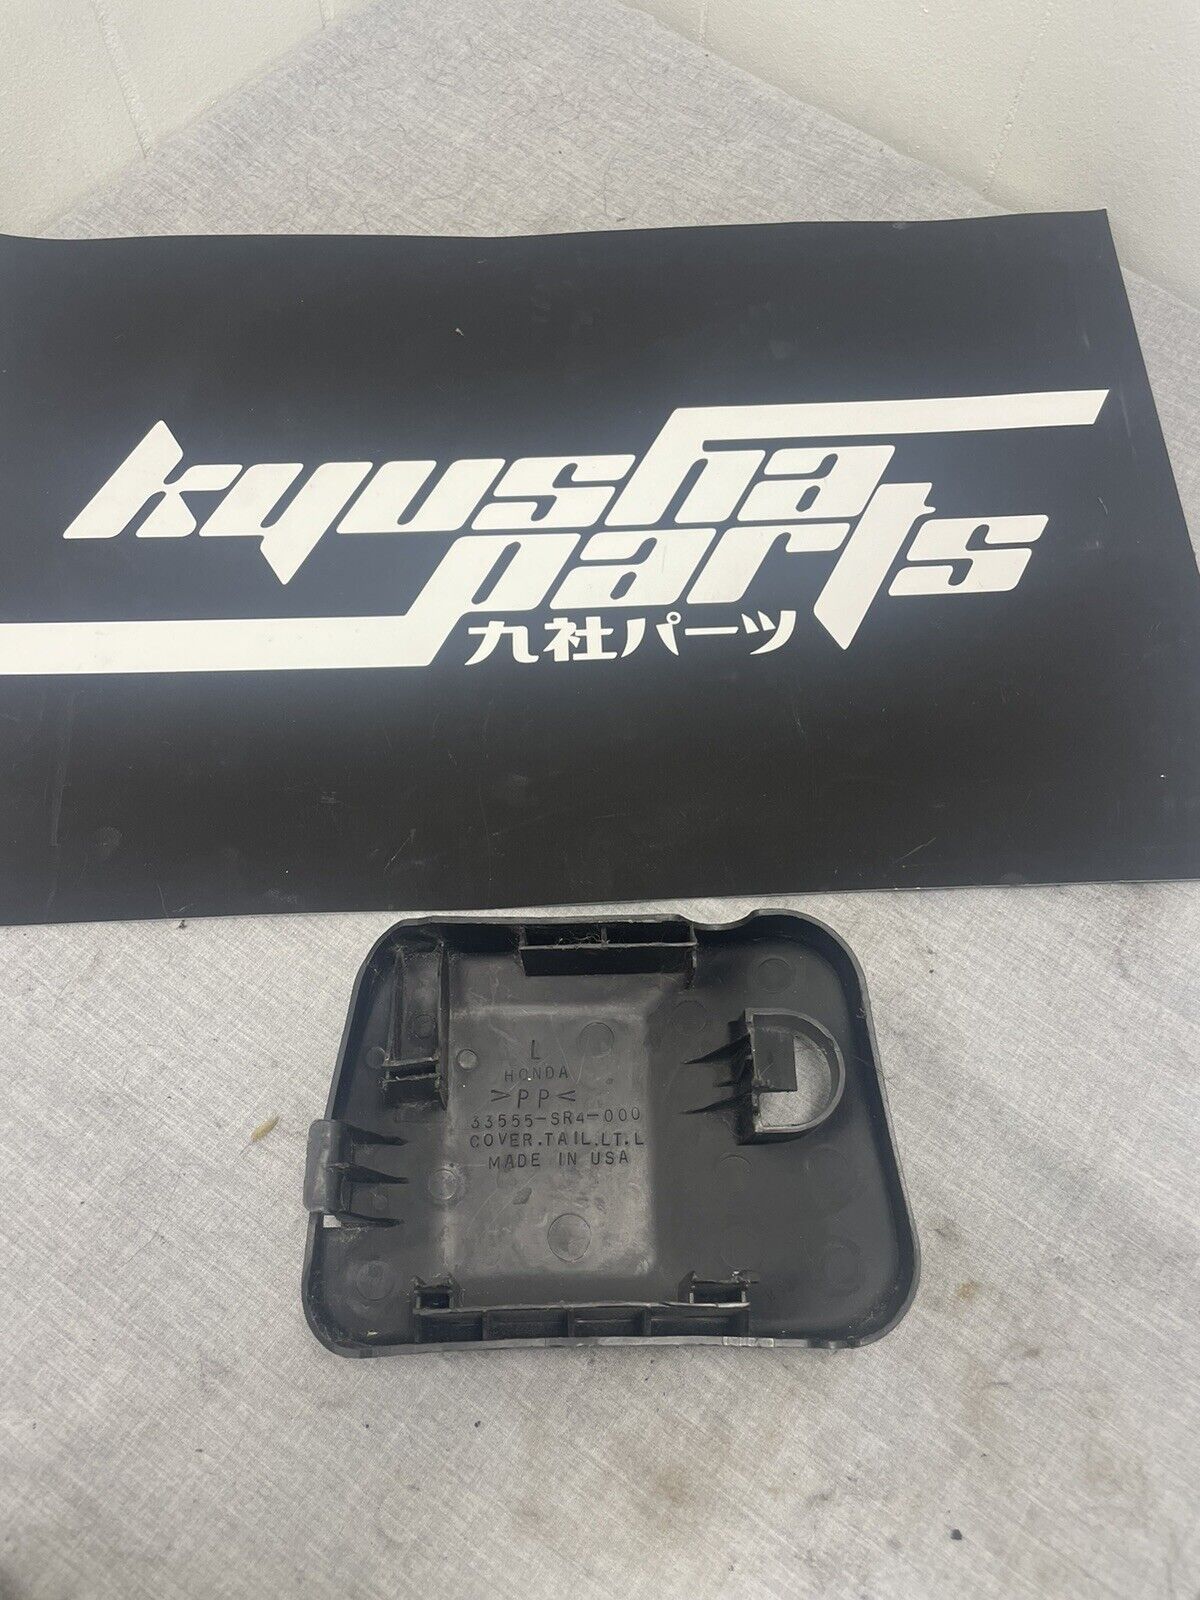 kyusha
parts
九社パーツ
L
HONDA
>PP<
33555-SR4-000
COVER.TAIL.LT.L
MADE IN USA